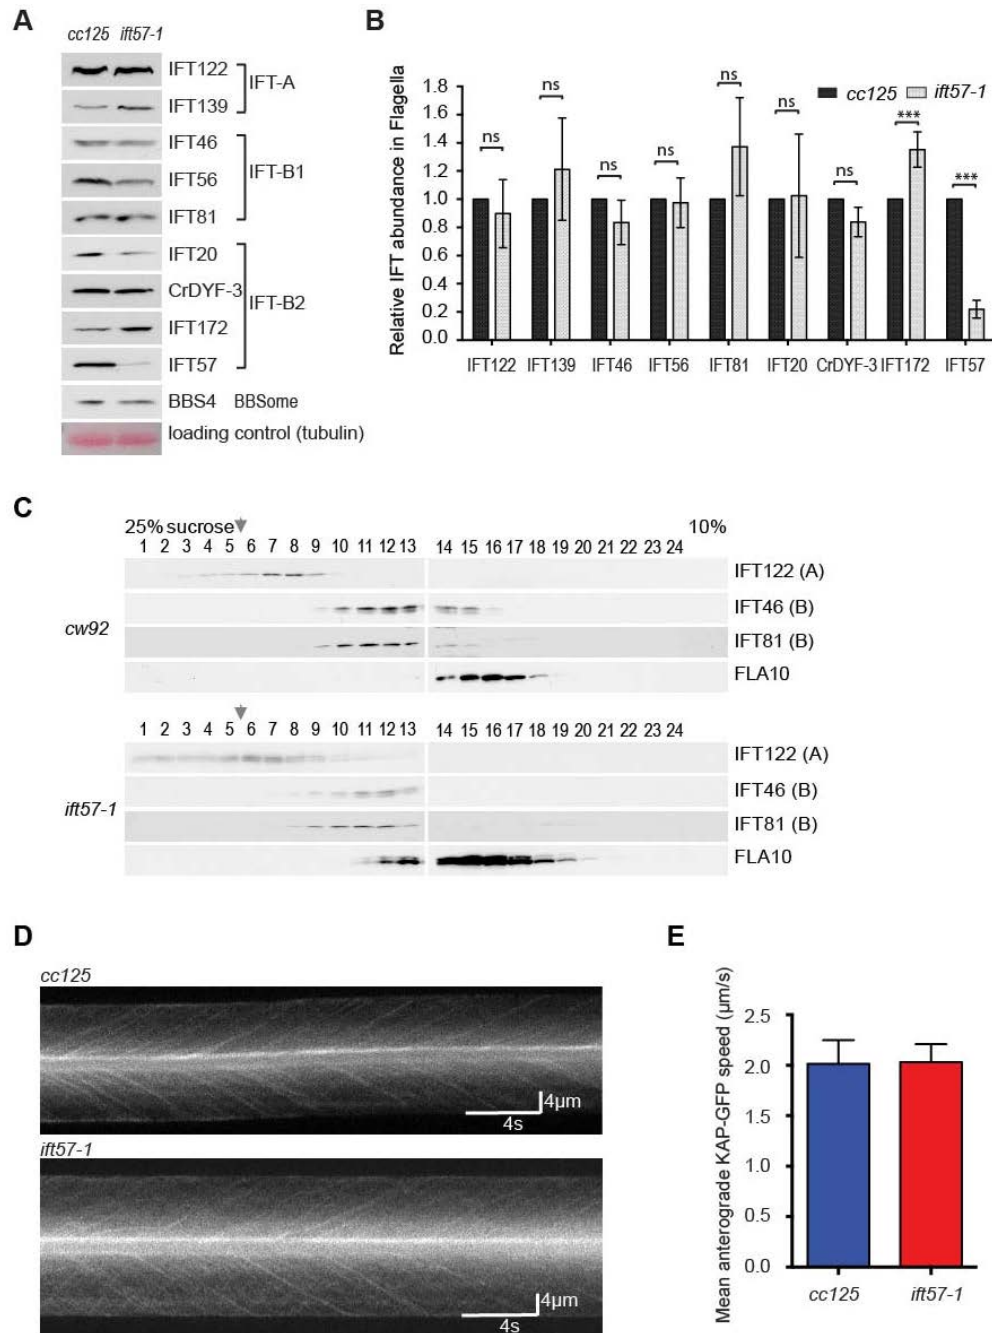 A
cc125 ift57-1
IFT122
IFT139
IFT-A
IFT46
IFT56
IFT81
IFT-B1
IFT20
CrDYF-3
IFT172
IFT57
IFT-B2
BBS4 BBSome
loading control (tubulin)
B
Relative IFT abundance in Flagella
1.8
1.6
1.4
1.2
1.0
0.8
0.6
0.4
0.2
0.0
cc125 ift57-1
ns ns ns ns ns ns ns *** ***
IFT122 IFT139 IFT46 IFT56 IFT81 IFT20 CrDYF-3 IFT172 IFT57
C
25% sucrose 10%
1 2 3 4 5 6 7 8 9 10 11 12 13 14 15 16 17 18 19 20 21 22 23 24
cw92
IFT122 (A)
IFT46 (B)
IFT81 (B)
FLA10
1 2 3 4 5 6 7 8 9 10 11 12 13 14 15 16 17 18 19 20 21 22 23 24
ift57-1
IFT122 (A)
IFT46 (B)
IFT81 (B)
FLA10
D
cc125
4µm
4s
ift57-1
4µm
4s
E
Mean anterograde KAP-GFP speed (µm/s)
2.5
2.0
1.5
1.0
0.5
0.0
cc125 ift57-1